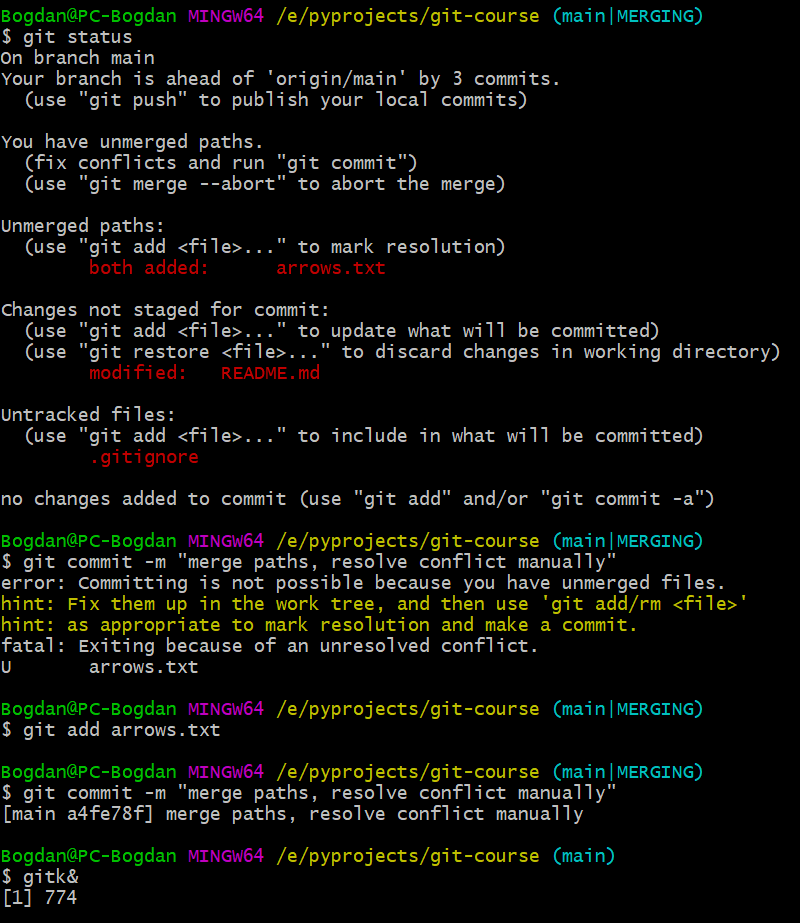 Bogdan@PC-Bogdan MINGW64 /e/pyprojects/git-course (main|MERGING)
$ git status
On branch main
Your branch is ahead of 'origin/main' by 3 commits.
  (use "git push" to publish your local commits)

You have unmerged paths.
  (fix conflicts and run "git commit")
  (use "git merge --abort" to abort the merge)

Unmerged paths:
  (use "git add <file>..." to mark resolution)
        both added:      arrows.txt

Changes not staged for commit:
  (use "git add <file>..." to update what will be committed)
  (use "git restore <file>..." to discard changes in working directory)
        modified:   README.md

Untracked files:
  (use "git add <file>..." to include in what will be committed)
        .gitignore

no changes added to commit (use "git add" and/or "git commit -a")

Bogdan@PC-Bogdan MINGW64 /e/pyprojects/git-course (main|MERGING)
$ git commit -m "merge paths, resolve conflict manually"
error: Committing is not possible because you have unmerged files.
hint: Fix them up in the work tree, and then use 'git add/rm <file>'
hint: as appropriate to mark resolution and make a commit.
fatal: Exiting because of an unresolved conflict.
U       arrows.txt

Bogdan@PC-Bogdan MINGW64 /e/pyprojects/git-course (main|MERGING)
$ git add arrows.txt

Bogdan@PC-Bogdan MINGW64 /e/pyprojects/git-course (main|MERGING)
$ git commit -m "merge paths, resolve conflict manually"
[main a4fe78f] merge paths, resolve conflict manually

Bogdan@PC-Bogdan MINGW64 /e/pyprojects/git-course (main)
$ gitk&
[1] 774